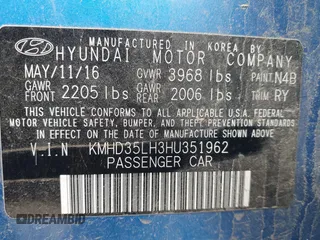 MANUFACTURED IN KOREA BY
HYUNDAI MOTOR COMPANY
MAY/11/16 GVWR 3968 lbs PAINT N4B
GAWR FRONT 2205 lbs GAWR REAR 2006 lbs TRIM RY
THIS VEHICLE CONFORMS TO ALL APPLICABLE U.S.A FEDERAL
MOTOR VEHICLE SAFETY, BUMPER, AND THEFT PREVENTION
STANDARDS IN EFFECT ON THE DATE OF MANUFACTURE SHOWN ABOVE.
V.I.N KMHD35LH3HU351962
PASSENGER CAR
DREAMBID